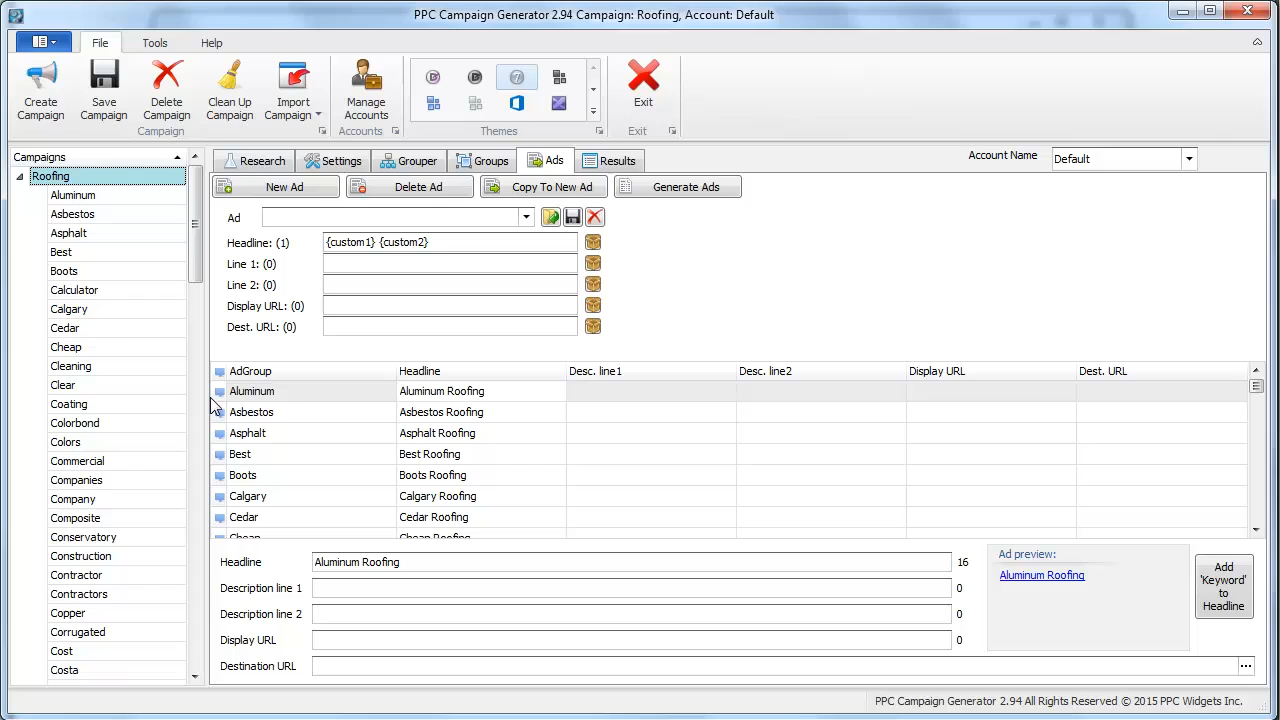 PPC Campaign Generator 2.94 Campaign: Roofing, Account: Default
File Tools Help
Create Campaign
Save Campaign
Delete Campaign
Clean Up Campaign
Import Campaign
Manage Accounts
Exit
Campaign
Accounts
Themes
Exit
Campaigns
Roofing
Aluminum
Asbestos
Asphalt
Best
Boots
Calculator
Calgary
Cedar
Cheap
Cleaning
Clear
Coating
Colorbond
Colors
Commercial
Companies
Company
Composite
Conservatory
Construction
Contractor
Contractors
Copper
Corrugated
Cost
Costa
Research Settings Grouper Groups Ads Results
Account Name Default
New Ad Delete Ad Copy To New Ad Generate Ads
Ad
Headline: (1) {custom1} {custom2}
Line 1: (0)
Line 2: (0)
Display URL: (0)
Dest. URL: (0)
AdGroup Headline Desc. line1 Desc. line2 Display URL Dest. URL
Aluminum Aluminum Roofing
Asbestos Asbestos Roofing
Asphalt Asphalt Roofing
Best Best Roofing
Boots Boots Roofing
Calgary Calgary Roofing
Cedar Cedar Roofing
Cheap Cheap Roofing
Headline Aluminum Roofing 16
Description line 1 0
Description line 2 0
Display URL 0
Destination URL ...
Ad preview:
Aluminum Roofing
Add 'Keyword' to Headline
PPC Campaign Generator 2.94 All Rights Reserved © 2015 PPC Widgets Inc.